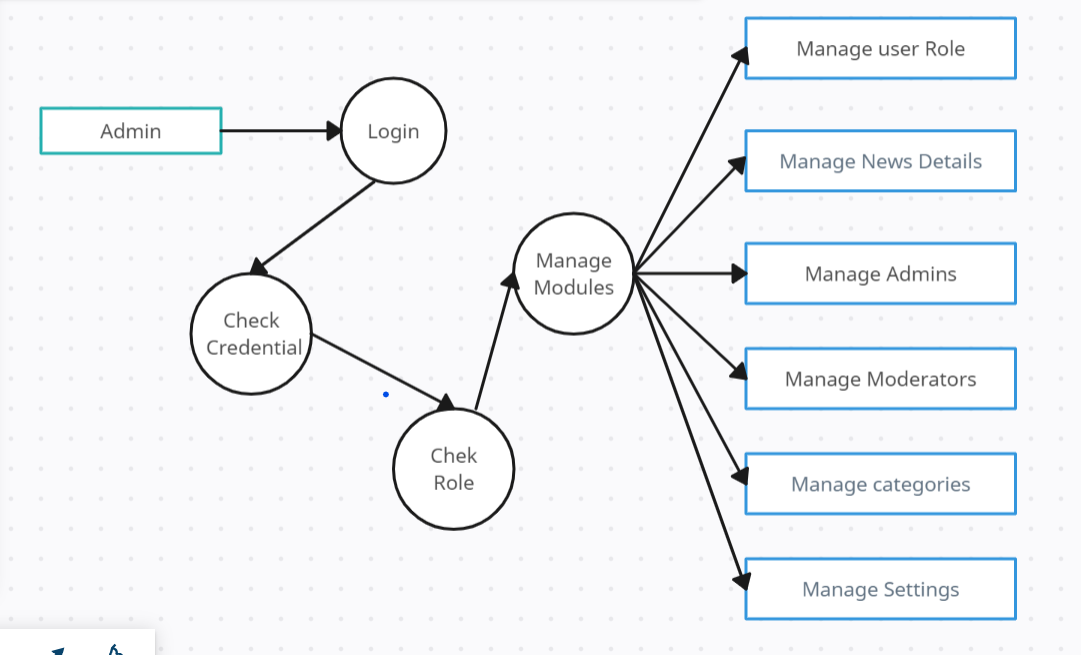 Manage user Role
Admin
Login
Manage News Details
Manage
Modules
Manage Admins
Check
Credential
Manage Moderators
Chek
Role
Manage categories
Manage Settings